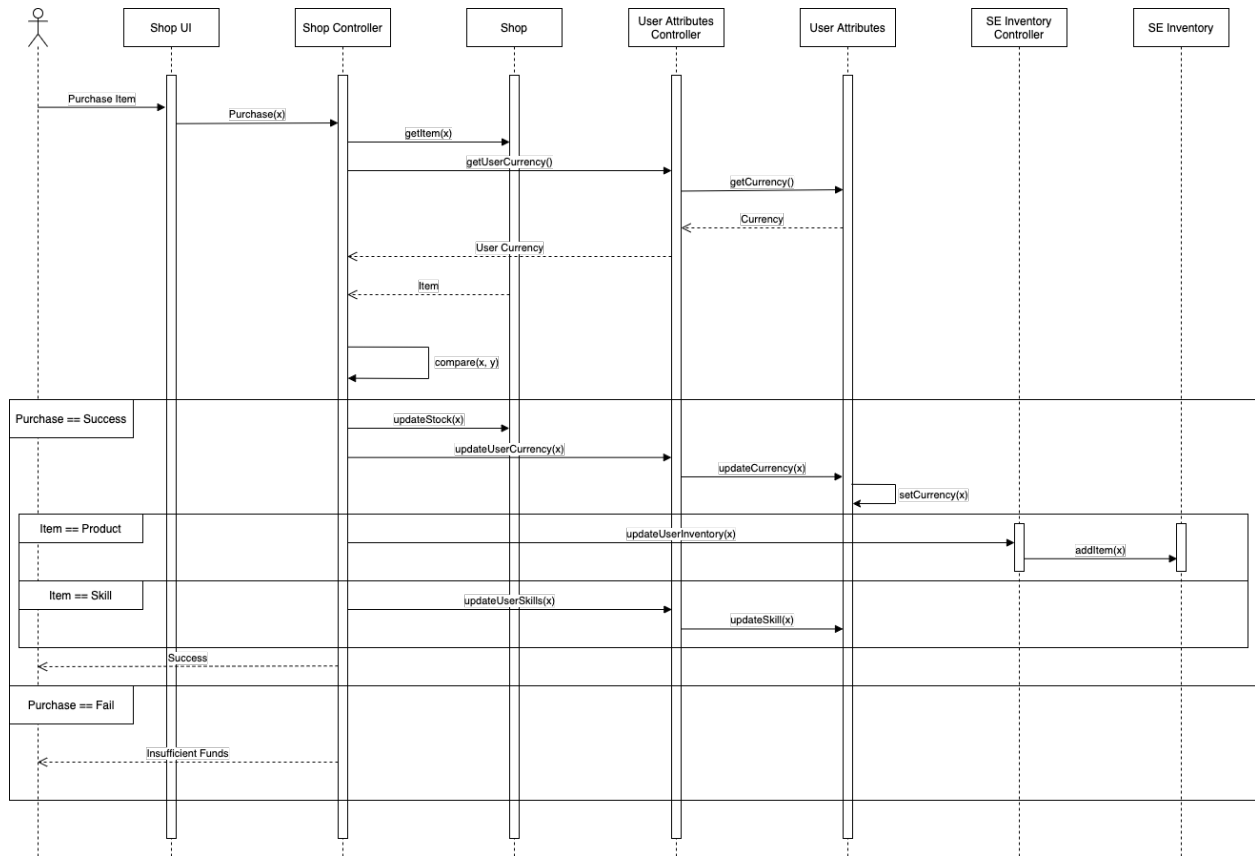 Shop UI
Shop Controller
Shop
User Attributes
Controller
User Attributes
SE Inventory
Controller
SE Inventory
Purchase Item
Purchase(x)
getItem(x)
getUserCurrency()
getCurrency()
Currency
User Currency
Item
compare(x, y)
Purchase == Success
updateStock(x)
updateUserCurrency(x)
updateCurrency(x)
setCurrency(x)
Item == Product
updateUserInventory(x)
addItem(x)
Item == Skill
updateUserSkills(x)
updateSkill(x)
Success
Purchase == Fail
Insufficient Funds